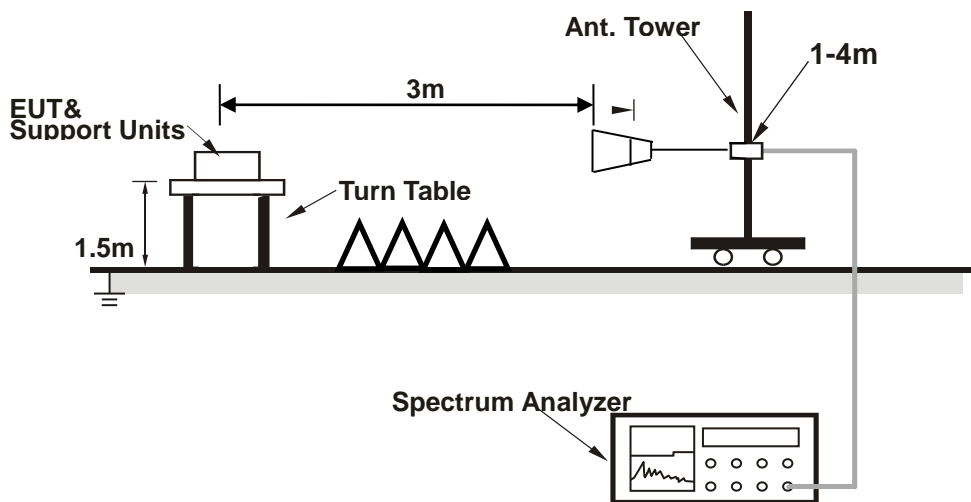 Ant. Tower
1-4m
3m
EUT&
Support Units
Turn Table
1.5m
Spectrum Analyzer